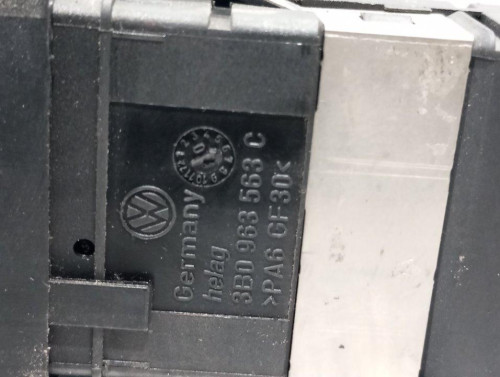 Germany
helag
3B0 963 563 C
>PA6 GF30<